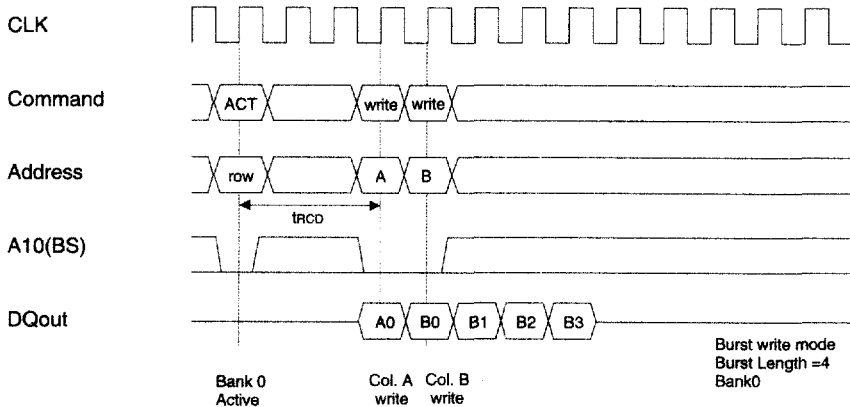 CLK
Command
ACT
write
write
Address
row
A
B
tRCD
A10(BS)
DQout
A0
B0
B1
B2
B3
Burst write mode
Burst Length =4
Bank0
Bank 0
Active
Col. A
write
Col. B
write